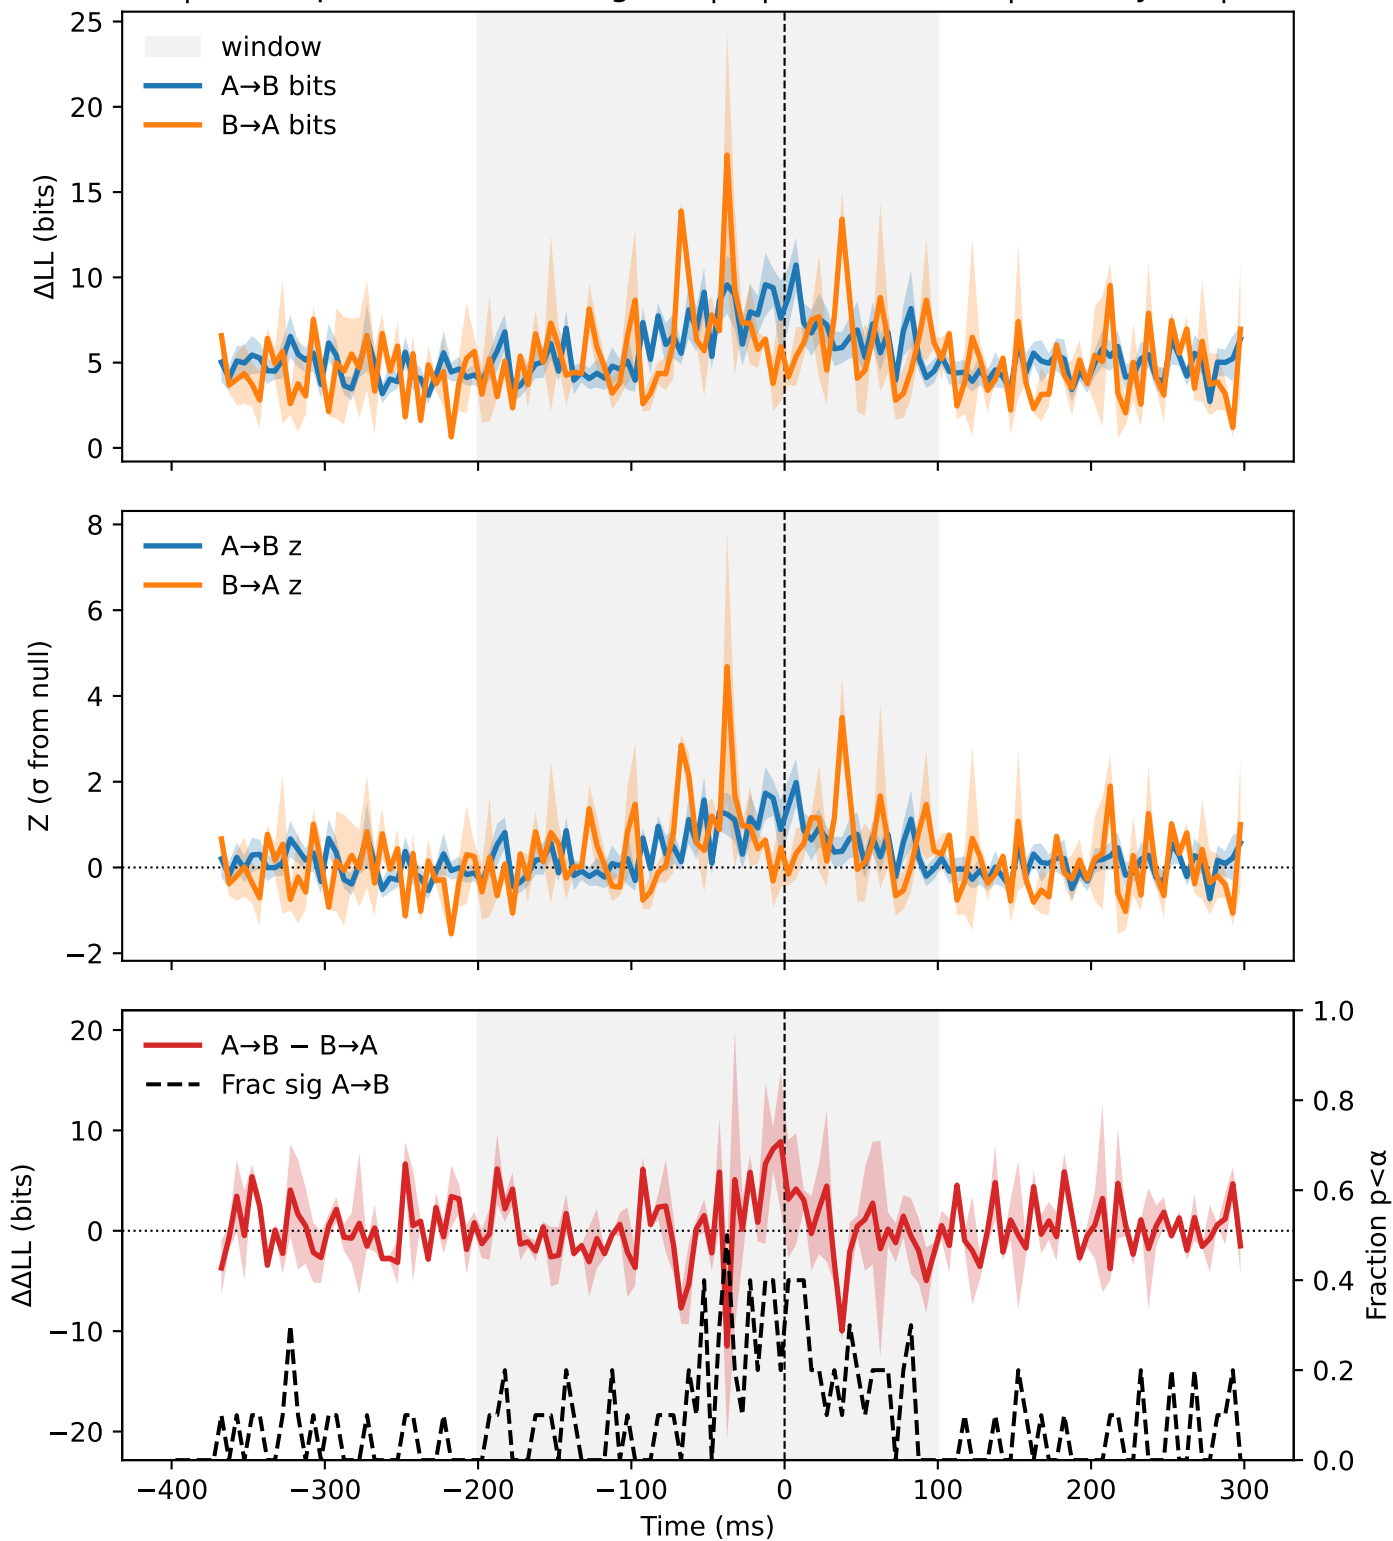 25
20
15
10
5
0
ΔLL (bits)
window
A→B bits
B→A bits
8
6
4
2
0
−2
Z (σ from null)
A→B z
B→A z
20
10
0
−10
−20
ΔΔLL (bits)
A→B − B→A
Frac sig A→B
1.0
0.8
0.6
0.4
0.2
0.0
Fraction p<α
−400 −300 −200 −100 0 100 200 300
Time (ms)